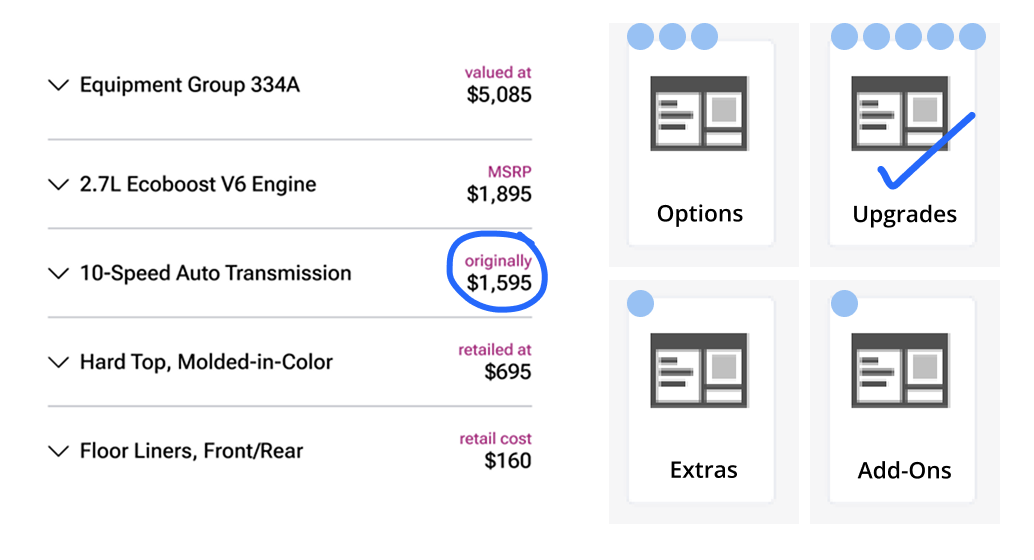 Equipment Group 334A
valued at
$5,085
2.7L Ecoboost V6 Engine
MSRP
$1,895
10-Speed Auto Transmission
originally
$1,595
Hard Top, Molded-in-Color
retailed at
$695
Floor Liners, Front/Rear
retail cost
$160
Options
Upgrades
Extras
Add-Ons